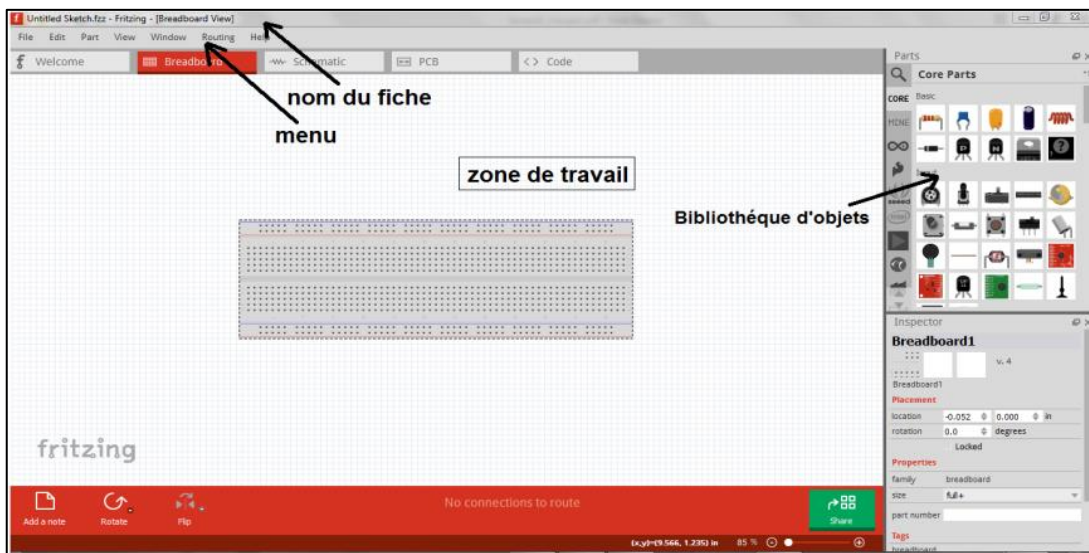 Untitled Sketch.fzz - Fritzing - [Breadboard View]
File Edit Part View Window Routing Help
Welcome Breadboard Schematic PCB Code
nom du fiche
menu
zone de travail
Bibliothéque d'objets
Parts
Core Parts
CORE Basic
MINE
Inspector
Breadboard1
v. 4
Breadboard1
Placement
location -0.052 0.000 in
rotation 0.0 degrees
Locked
Properties
family breadboard
size full+
part number
Tags
breadboard
fritzing
Add a note Rotate Flip
No connections to route
Share
(x,y)=(9.566, 1.235) in 85 %